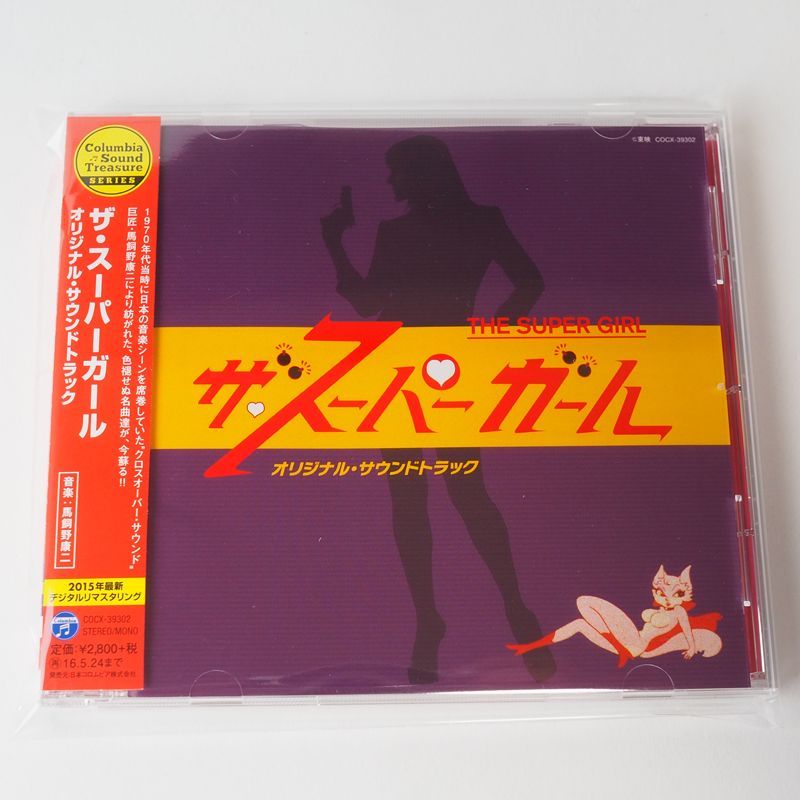 Columbia
Sound
Treasure
SERIES
ザ・スーパーガール
オリジナル・サウンドトラック
1970年代当時に日本の音楽シーンを席巻していた“クロスオーバー・サウンド”
巨匠・馬飼野康二により紡がれた、色褪せぬ名曲達が、今蘇る!!
音楽:馬飼野康二
2015年最新
デジタルリマスタリング
Columbia
COCX-39302
STEREO/MONO
定価:¥2,800+税
再16.5.24まで
発売元:日本コロムビア株式会社
©東映 COCX-39302
THE SUPER GIRL
ザ・スーパーガール
オリジナル・サウンドトラック